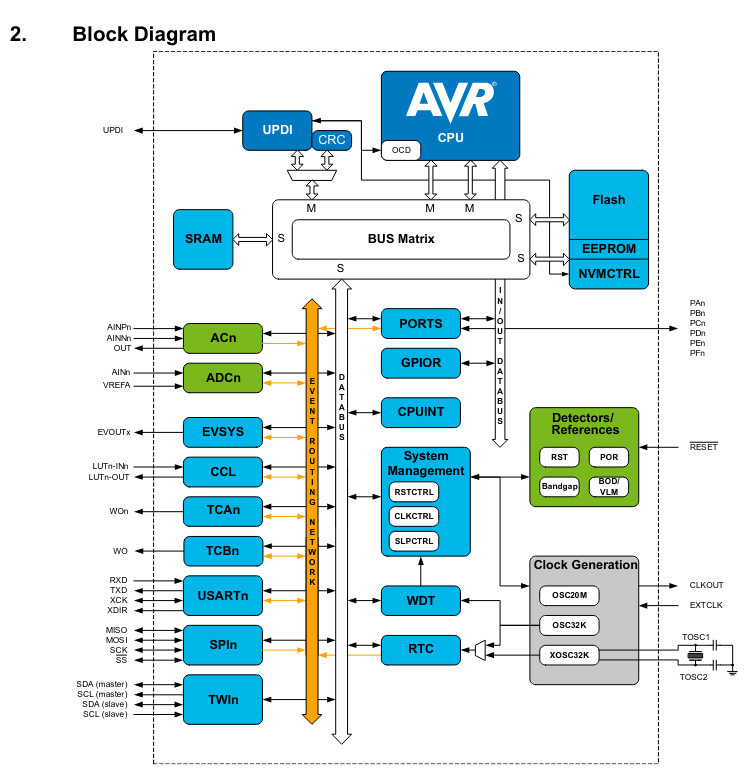 2. Block Diagram
AVR®
CPU
OCD
UPDI
UPDI
CRC
M
M
M
S
S
S
S
BUS Matrix
SRAM
Flash
EEPROM
NVMCTRL
AINPn
AINNn
OUT
ACn
AINn
VREFA
ADCn
EVOUTx
EVSYS
LUTn-INn
LUTn-OUT
CCL
WOn
TCAn
WO
TCBn
RXD
TXD
XCK
XDIR
USARTn
MISO
MOSI
SCK
SS
SPIn
SDA (master)
SCL (master)
SDA (slave)
SCL (slave)
TWIn
EVENT ROUTING NETWORK
DATABUS
IN/OUT DATABUS
PORTS
GPIOR
CPUINT
System
Management
RSTCTRL
CLKCTRL
SLPCTRL
WDT
RTC
PAn
PBn
PCn
PDn
PEn
PFn
Detectors/
References
RST
POR
Bandgap
BOD/
VLM
RESET
Clock Generation
OSC20M
OSC32K
XOSC32K
CLKOUT
EXTCLK
TOSC1
TOSC2